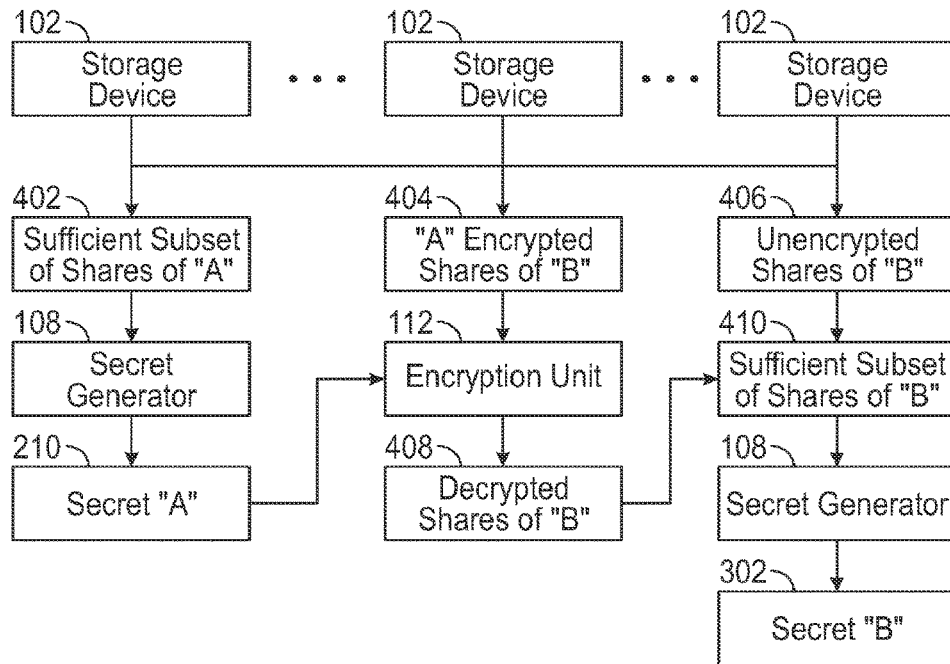 102
102
102
Storage
Device
Storage
Device
Storage
Device
402
404
406
Sufficient Subset
of Shares of "A"
"A" Encrypted
Shares of "B"
Unencrypted
Shares of "B"
108
112
410
Secret
Generator
Encryption Unit
Sufficient Subset
of Shares of "B"
210
408
108
Secret "A"
Decrypted
Shares of "B"
Secret Generator
302
Secret "B"